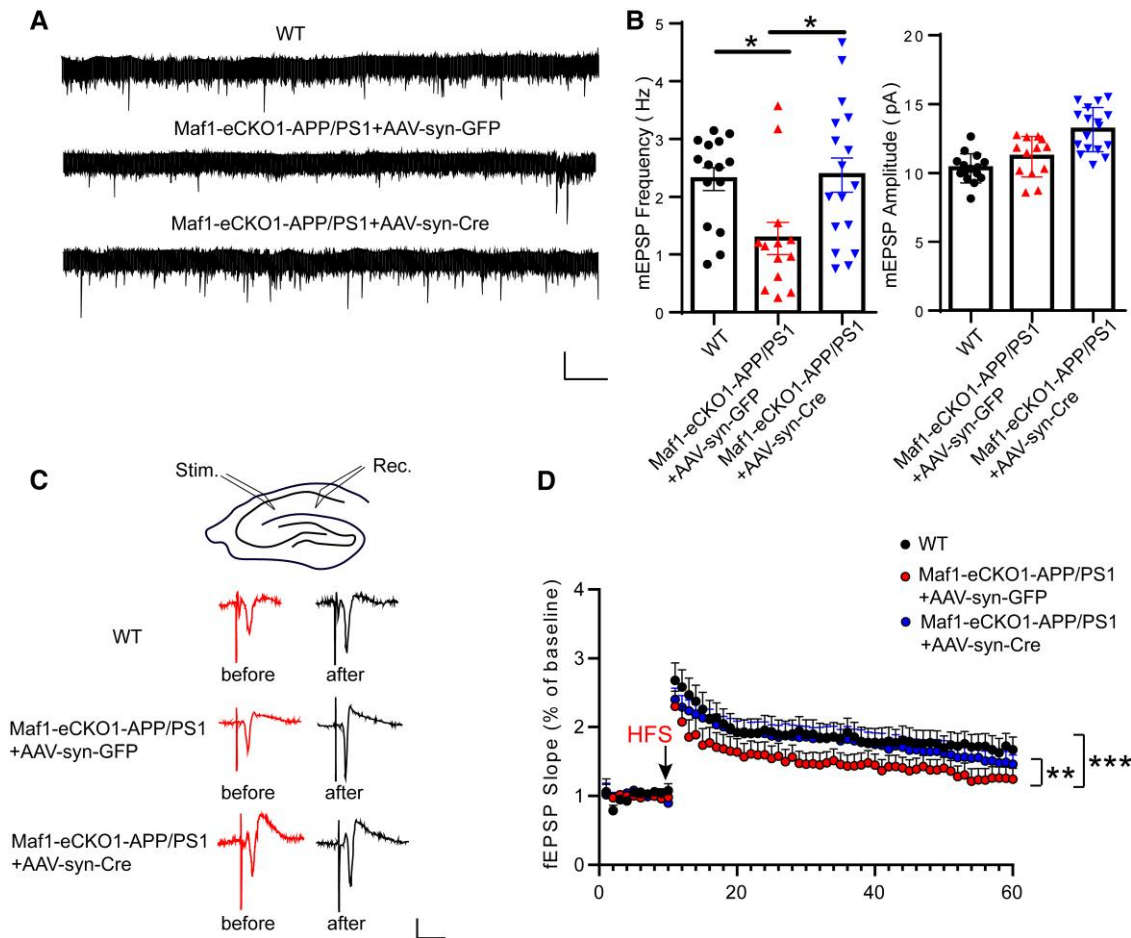 A
WT
Maf1-eCKO1-APP/PS1+AAV-syn-GFP
Maf1-eCKO1-APP/PS1+AAV-syn-Cre
B
mEPSP Frequency ( Hz )
5
4
3
2
1
0
*
*
WT
Maf1-eCKO1-APP/PS1
+AAV-syn-GFP
Maf1-eCKO1-APP/PS1
+AAV-syn-Cre
mEPSP Amplitude ( pA)
20
15
10
5
0
WT
Maf1-eCKO1-APP/PS1
+AAV-syn-GFP
Maf1-eCKO1-APP/PS1
+AAV-syn-Cre
C
Stim.
Rec.
WT
before
after
Maf1-eCKO1-APP/PS1
+AAV-syn-GFP
before
after
Maf1-eCKO1-APP/PS1
+AAV-syn-Cre
before
after
D
WT
Maf1-eCKO1-APP/PS1
+AAV-syn-GFP
Maf1-eCKO1-APP/PS1
+AAV-syn-Cre
fEPSP Slope (% of baseline)
4
3
2
1
0
HFS
**
***
0
20
40
60